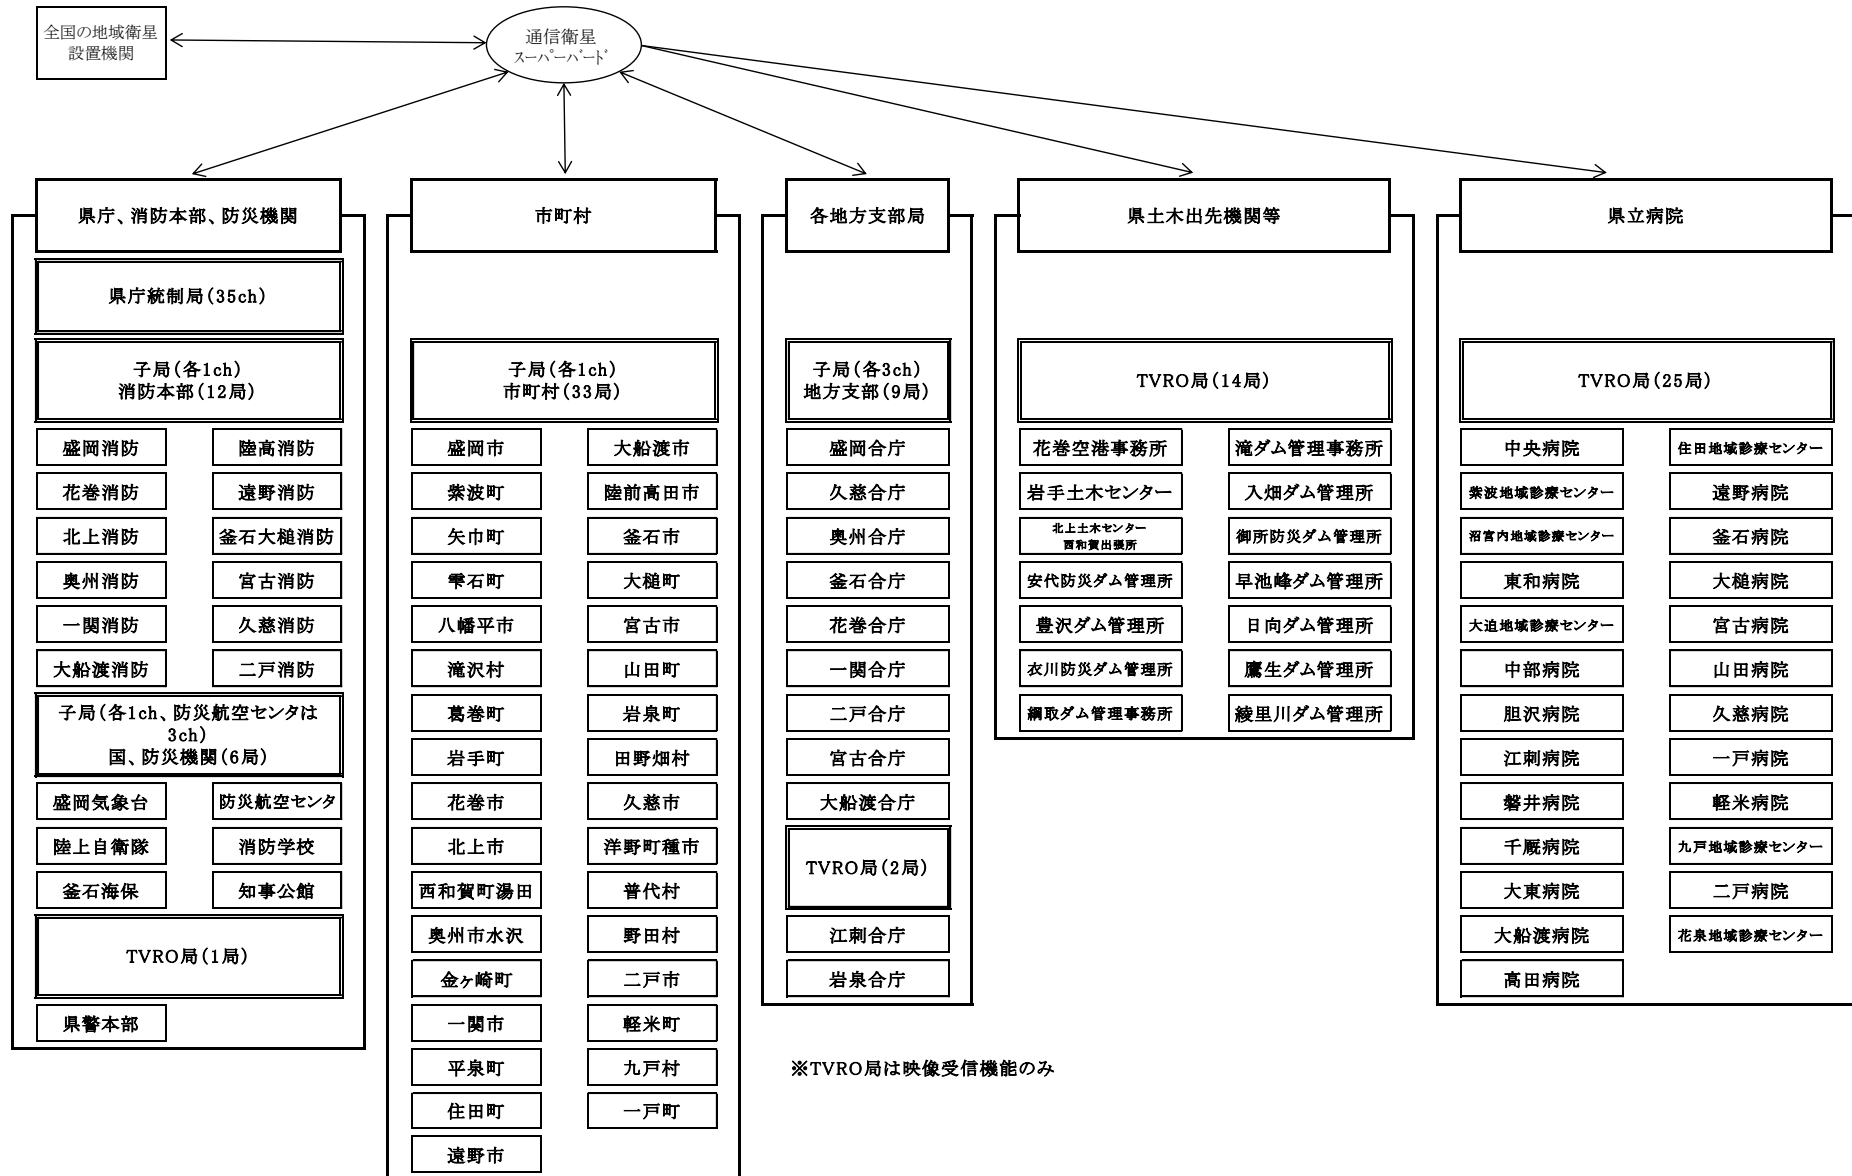 全国の地域衛星
設置機関
通信衛星
スーパーバード
県庁、消防本部、防災機関
県庁統制局(35ch)
子局(各1ch)
消防本部(12局)
盛岡消防
陸高消防
花巻消防
遠野消防
北上消防
釜石大槌消防
奥州消防
宮古消防
一関消防
久慈消防
大船渡消防
二戸消防
子局(各1ch、防災航空センタは
3ch)
国、防災機関(6局)
盛岡気象台
防災航空センタ
陸上自衛隊
消防学校
釜石海保
知事公館
TVRO局(1局)
県警本部
市町村
子局(各1ch)
市町村(33局)
盛岡市
大船渡市
紫波町
陸前高田市
矢巾町
釜石市
雫石町
大槌町
八幡平市
宮古市
滝沢村
山田町
葛巻町
岩泉町
岩手町
田野畑村
花巻市
久慈市
北上市
洋野町種市
西和賀町湯田
普代村
奥州市水沢
野田村
金ヶ崎町
二戸市
一関市
軽米町
平泉町
九戸村
住田町
一戸町
遠野市
各地方支部局
子局(各3ch)
地方支部(9局)
盛岡合庁
久慈合庁
奥州合庁
釜石合庁
花巻合庁
一関合庁
二戸合庁
宮古合庁
大船渡合庁
TVRO局(2局)
江刺合庁
岩泉合庁
県土木出先機関等
TVRO局(14局)
花巻空港事務所
滝ダム管理事務所
岩手土木センター
入畑ダム管理所
北上土木センター
西和賀出張所
御所防災ダム管理所
安代防災ダム管理所
早池峰ダム管理所
豊沢ダム管理所
日向ダム管理所
衣川防災ダム管理所
鷹生ダム管理所
綱取ダム管理事務所
綾里川ダム管理所
県立病院
TVRO局(25局)
中央病院
住田地域診療センター
紫波地域診療センター
遠野病院
沼宮内地域診療センター
釜石病院
東和病院
大槌病院
大迫地域診療センター
宮古病院
中部病院
山田病院
胆沢病院
久慈病院
江刺病院
一戸病院
磐井病院
軽米病院
千厩病院
九戸地域診療センター
大東病院
二戸病院
大船渡病院
花泉地域診療センター
高田病院
※TVRO局は映像受信機能のみ